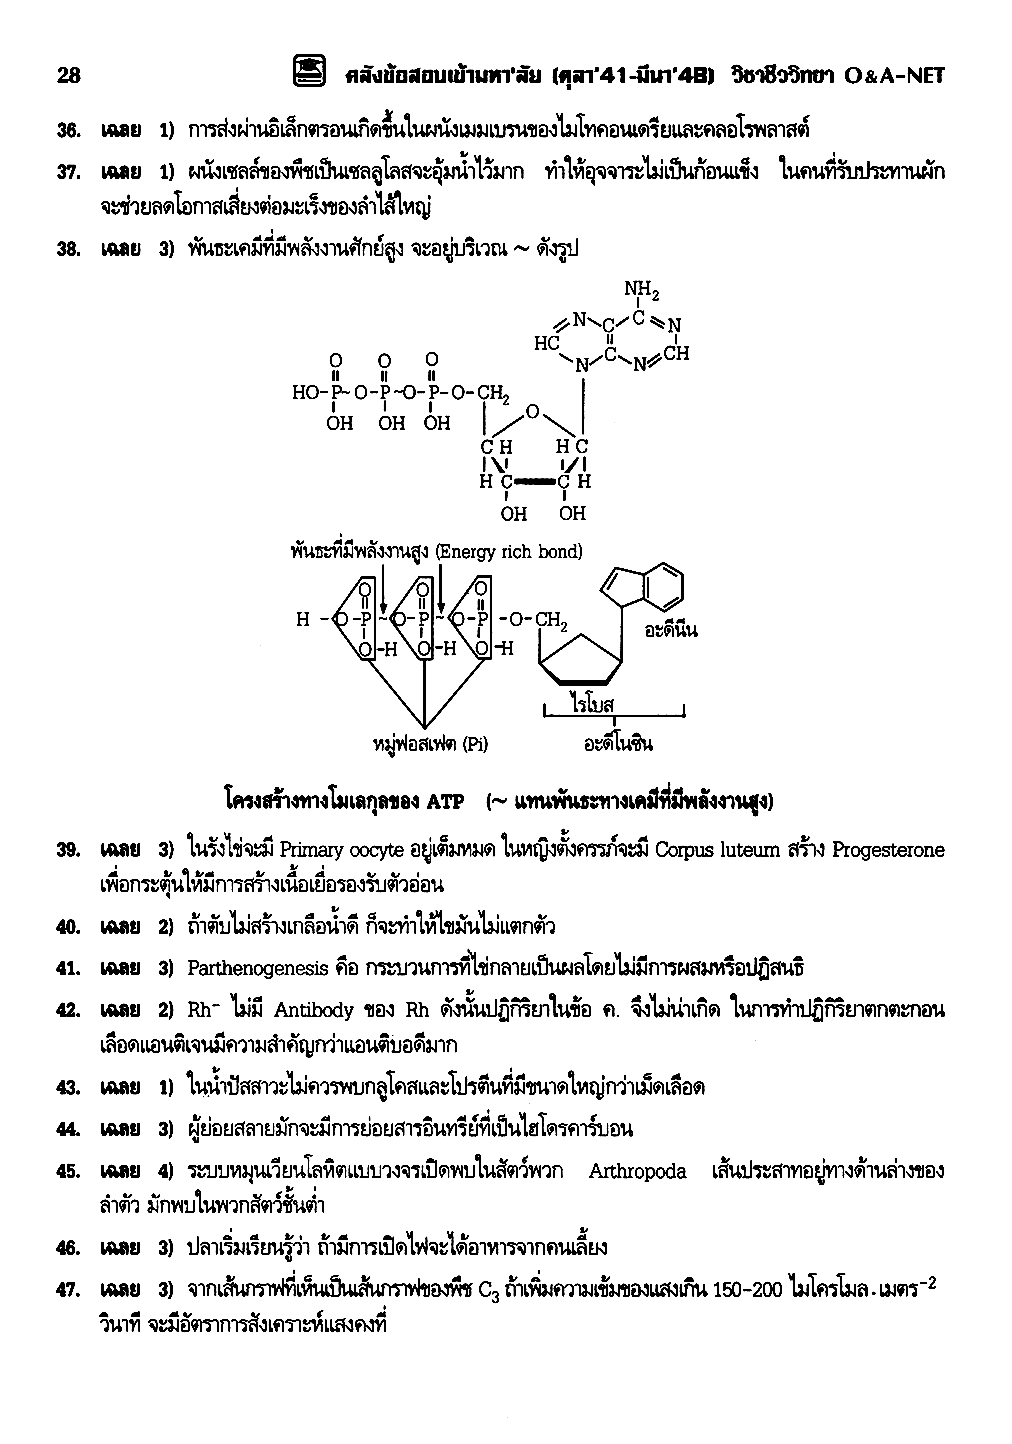 28 คลังข้อสอบเข้ามหา'ลัย (ตุลา'41-มีนา'48) วิชาชีววิทยา O&A-NET
36. เฉลย 1) การส่งผ่านอิเล็กตรอนเกิดขึ้นในผนังเมมเบรนของไมโทคอนเดรียและคลอโรพลาสต์
37. เฉลย 1) ผนังเซลล์ของพืชเป็นเซลลูโลสจะอุ้มน้ำไว้มาก ทำให้อุจจาระไม่เป็นก้อนแข็ง ในคนที่รับประทานผัก
จะช่วยลดโอกาสเสี่ยงต่อมะเร็งของลำไส้ใหญ่
38. เฉลย 3) พันธะเคมีที่มีพลังงานศักย์สูง จะอยู่บริเวณ ~ ดังรูป
NH2
N C C N
HC C N CH
N
O O O
HO-P~O-P~O-P-O-CH2
OH OH OH O
C H H C
H C C H
OH OH
พันธะที่มีพลังงานสูง (Energy rich bond)
O O O
H -O-P~O-P~O-P-O-CH2
O-H O-H O-H
อะดีนีน
ไรโบส
หมู่ฟอสเฟต (Pi) อะดีโนซิน
โครงสร้างทางโมเลกุลของ ATP (~ แทนพันธะทางเคมีที่มีพลังงานสูง)
39. เฉลย 3) ในรังไข่จะมี Primary oocyte อยู่เต็มหมด ในหญิงตั้งครรภ์จะมี Corpus luteum สร้าง Progesterone
เพื่อกระตุ้นให้มีการสร้างเนื้อเยื่อรองรับตัวอ่อน
40. เฉลย 2) ถ้าตับไม่สร้างเกลือน้ำดี ก็จะทำให้ไขมันไม่แตกตัว
41. เฉลย 3) Parthenogenesis คือ กระบวนการที่ไข่กลายเป็นผลโดยไม่มีการผสมหรือปฏิสนธิ
42. เฉลย 2) Rh⁻ ไม่มี Antibody ของ Rh ดังนั้นปฏิกิริยาในข้อ ค. จึงไม่น่าเกิด ในการทำปฏิกิริยาตกตะกอน
เลือดแอนติเจนมีความสำคัญกว่าแอนติบอดีมาก
43. เฉลย 1) ในน้ำปัสสาวะไม่ควรพบกลูโคสและโปรตีนที่มีขนาดใหญ่กว่าเม็ดเลือด
44. เฉลย 3) ผู้ย่อยสลายมักจะมีการย่อยสารอินทรีย์ที่เป็นไฮโดรคาร์บอน
45. เฉลย 4) ระบบหมุนเวียนโลหิตแบบวงจรเปิดพบในสัตว์พวก Arthropoda เส้นประสาทอยู่ทางด้านล่างของ
ลำตัว มักพบในพวกสัตว์ชั้นต่ำ
46. เฉลย 3) ปลาเริ่มเรียนรู้ว่า ถ้ามีการเปิดไฟจะได้อาหารจากคนเลี้ยง
47. เฉลย 3) จากเส้นกราฟที่เห็นเป็นเส้นกราฟของพืช C3 ถ้าเพิ่มความเข้มของแสงเกิน 150-200 ไมโครโมล.เมตร⁻²
วินาที จะมีอัตราการสังเคราะห์แสงคงที่